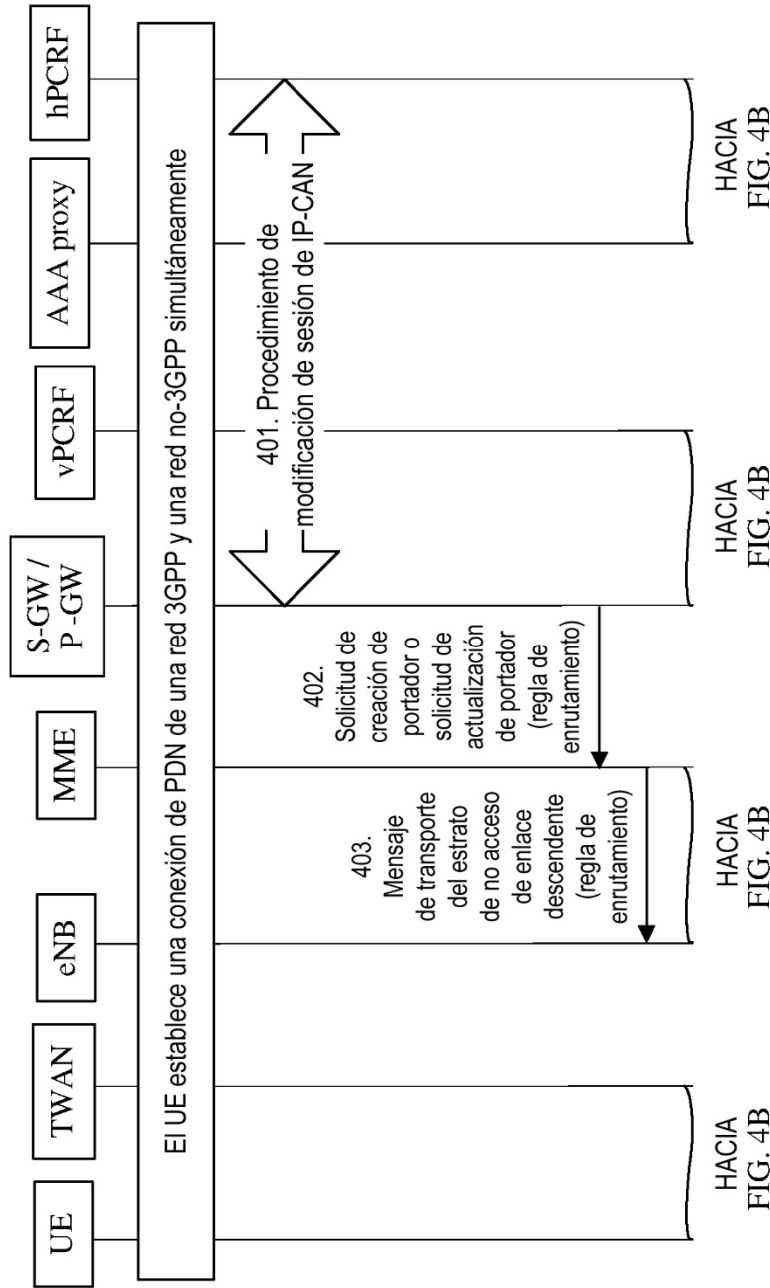 UE
TWAN
eNB
MME
S-GW /
P -GW
vPCRF
AAA proxy
hPCRF
El UE establece una conexión de PDN de una red 3GPP y una red no-3GPP simultáneamente
401. Procedimiento de
modificación de sesión de IP-CAN
402.
Solicitud de
creación de
portador o
solicitud de
actualización
de portador
(regla de
enrutamiento)
403.
Mensaje
de transporte
del estrato
de no acceso
de enlace
descendente
(regla de
enrutamiento)
HACIA
FIG. 4B
HACIA
FIG. 4B
HACIA
FIG. 4B
HACIA
FIG. 4B